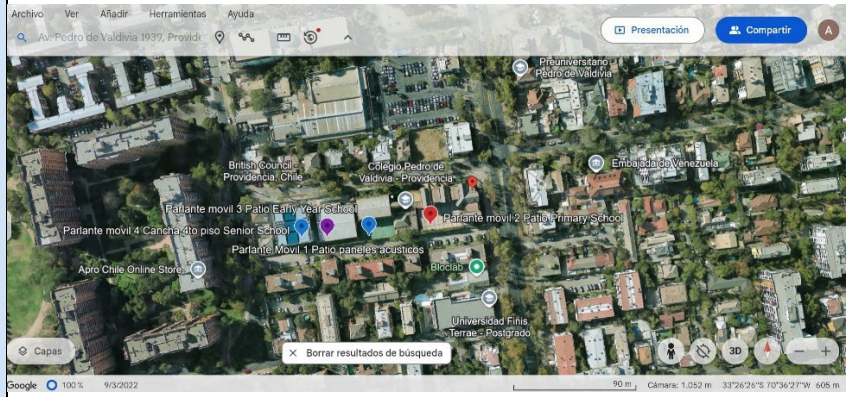 Archivo Ver Añadir Herramientas Ayuda
Av. Pedro de Valdivia 1939, Provide
Presentación
Compartir
A
Preuniversitario
Pedro de Valdivia
British Council -
Providencia, Chile
Colegio Pedro de
Valdivia - Providencia
Embajada de Venezuela
Parlante movil 3 Patio Early Year School
Parlante movil 2 Patio Primary School
Parlante movil 4 Cancha 4to piso Senior School
Parlante Movil 1 Patio paneles acusticos
Apro Chile Online Store
Bloclab
Universidad Finis
Terrae - Postgrado
Capas
Borrar resultados de búsqueda
3D
Google 100 % 9/3/2022 90 m Cámara: 1.052 m 33°26'26"S 70°36'27"W 605 m